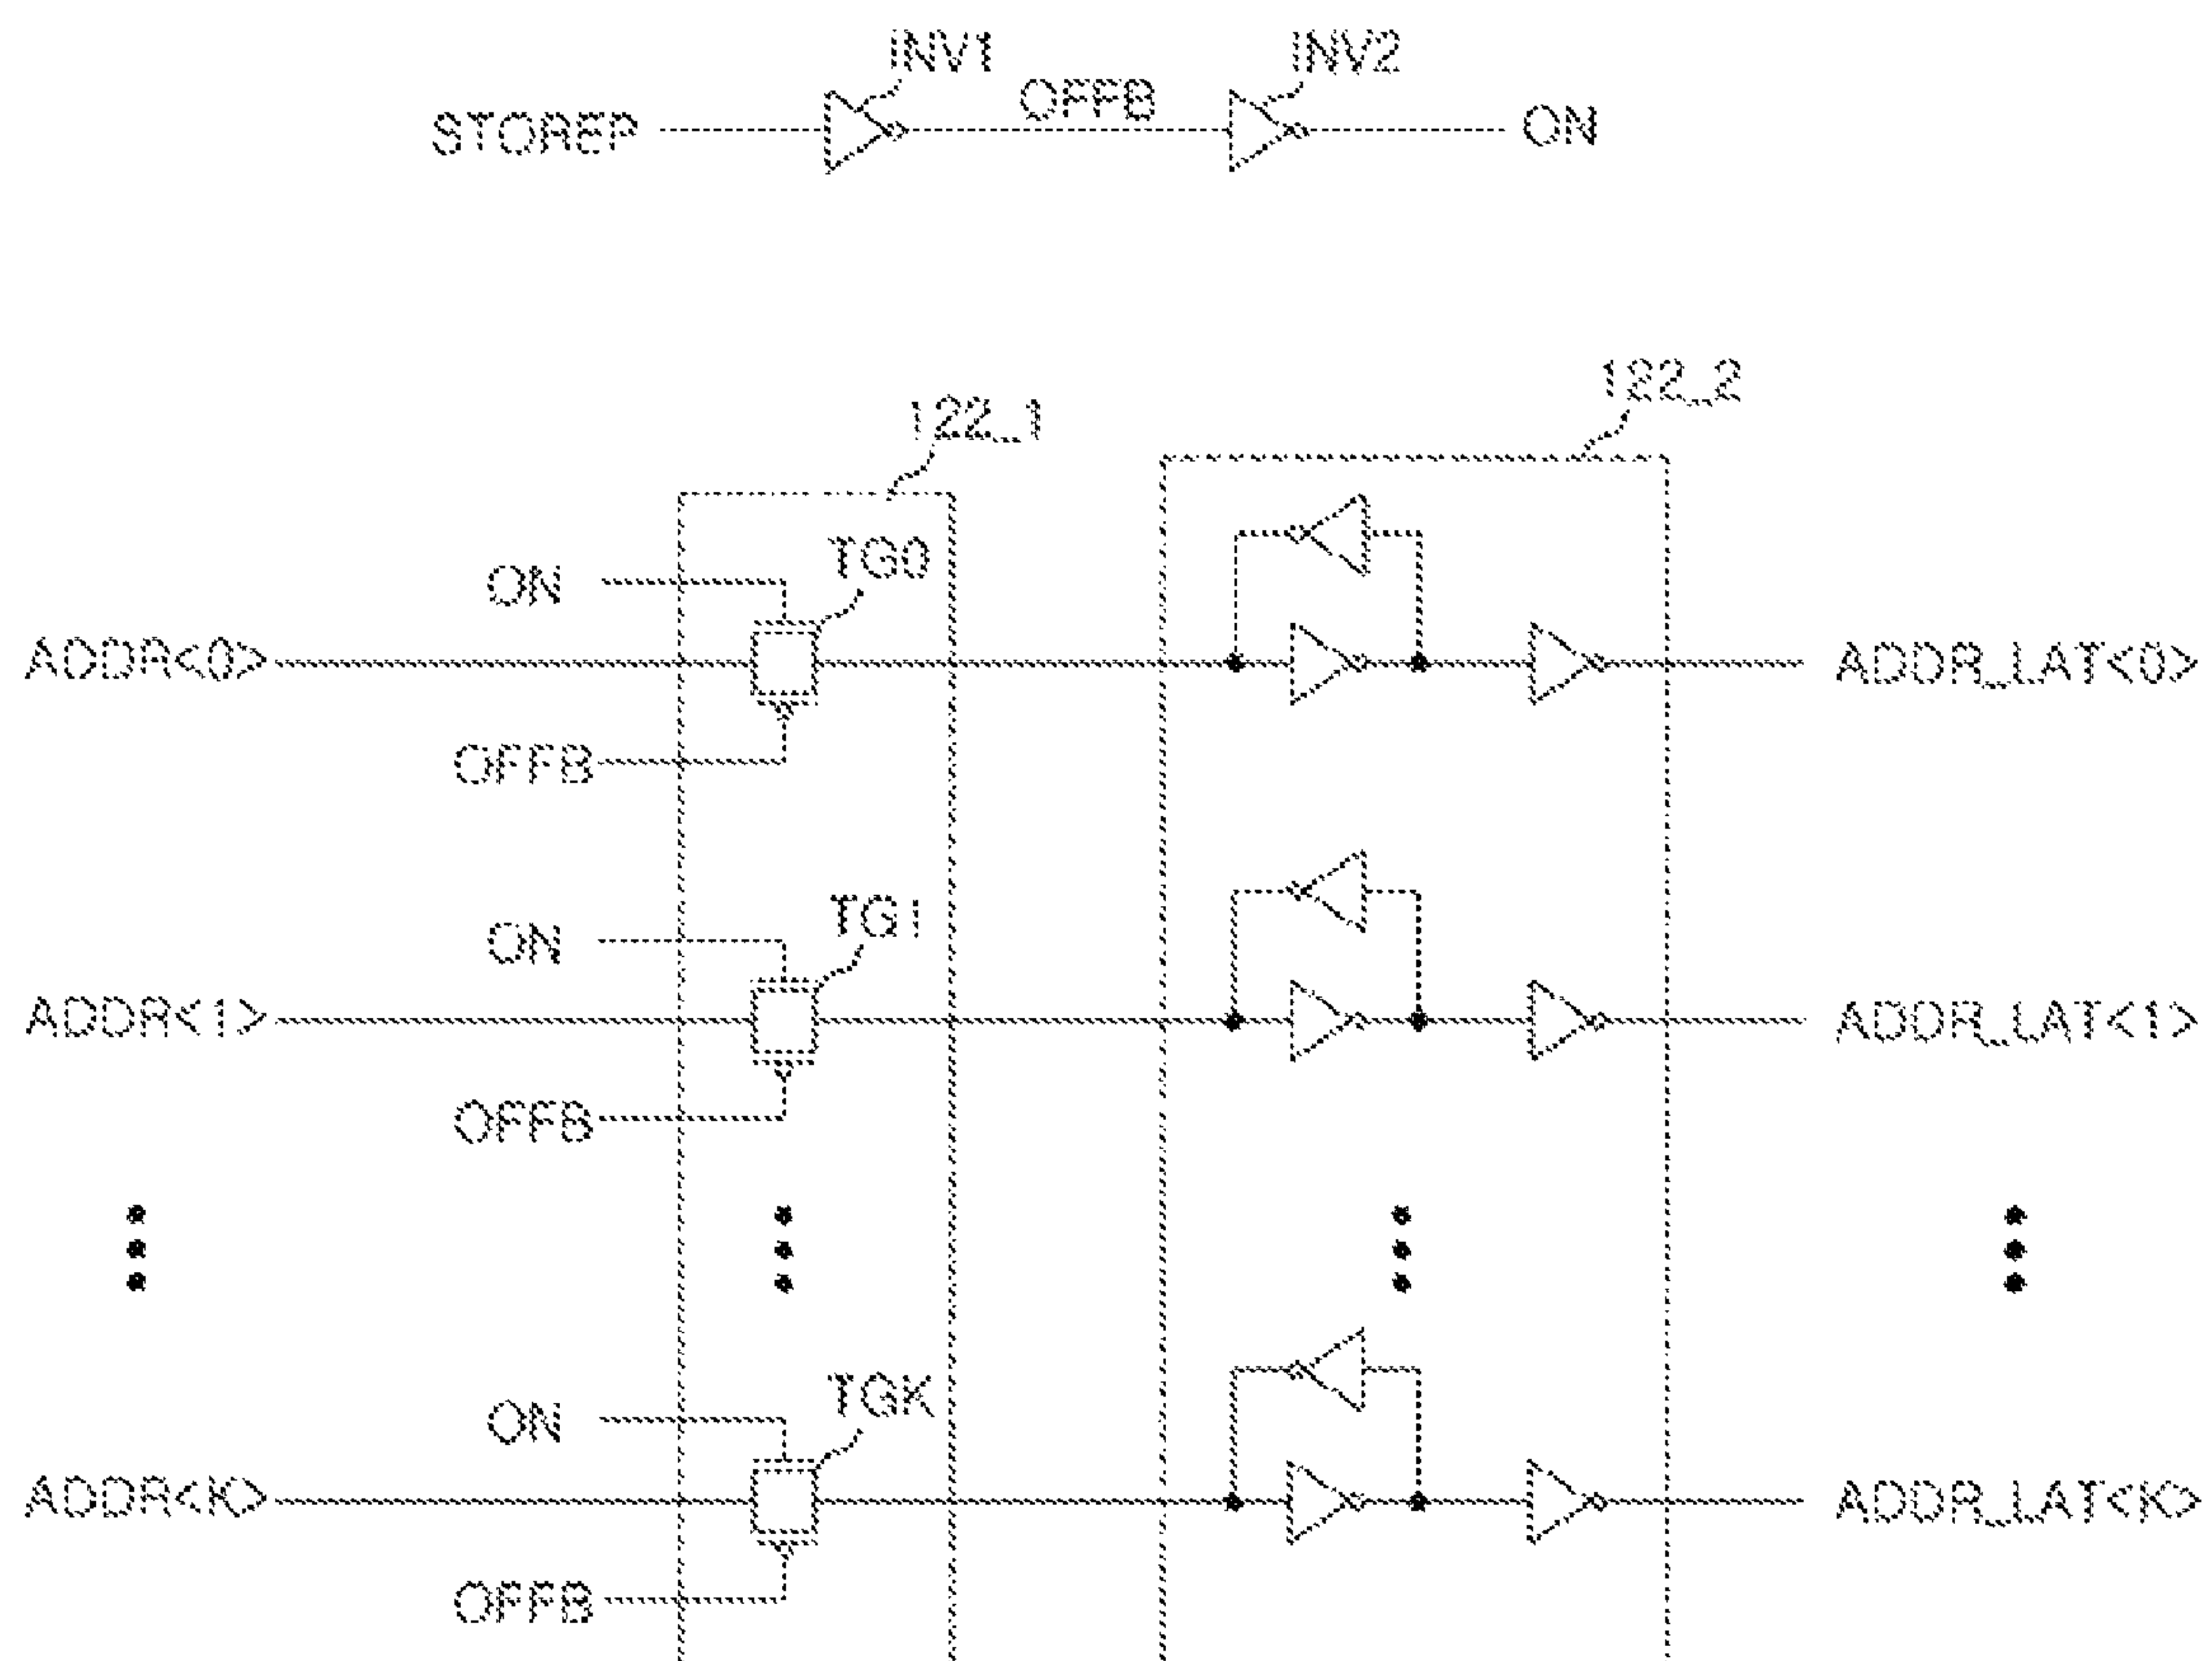 INV1 INV2
STOREP OFFB ON
122_2
122_1
TG0
ON
ADDR<0> ADDR_LAT<0>
OFFB
TG1
ON
ADDR<1> ADDR_LAT<1>
OFFB
TGK
ON
ADDR<K> ADDR_LAT<K>
OFFB